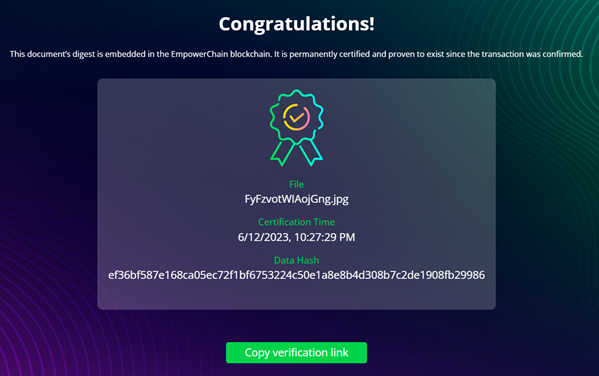 Congratulations!
This document's digest is embedded in the EmpowerChain blockchain. It is permanently certified and proven to exist since the transaction was confirmed.
File
FyFzvotWIAojGng.jpg
Certification Time
6/12/2023, 10:27:29 PM
Data Hash
ef36bf587e168ca05ec72f1bf6753224c50e1a8e8b4d308b7c2de1908fb29986
Copy verification link